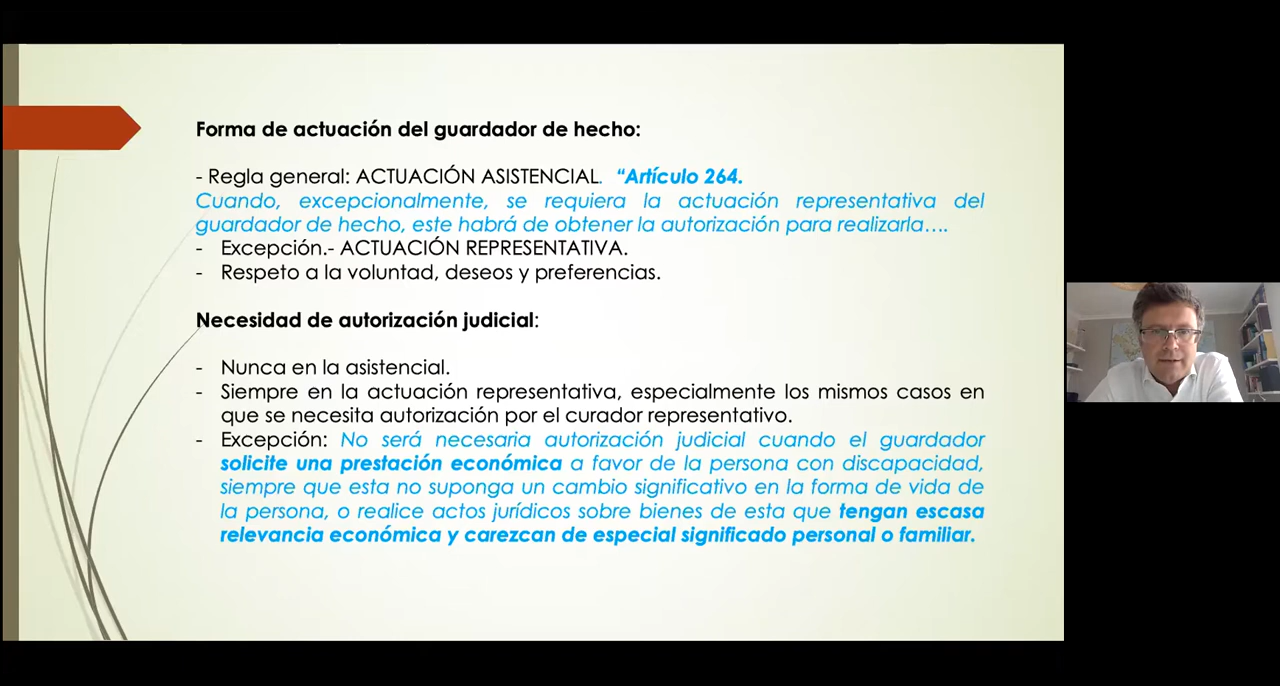 Forma de actuación del guardador de hecho:
- Regla general: ACTUACIÓN ASISTENCIAL. “Artículo 264.
Cuando, excepcionalmente, se requiera la actuación representativa del
guardador de hecho, este habrá de obtener la autorización para realizarla….
- Excepción.- ACTUACIÓN REPRESENTATIVA.
- Respeto a la voluntad, deseos y preferencias.
Necesidad de autorización judicial:
- Nunca en la asistencial.
- Siempre en la actuación representativa, especialmente los mismos casos en
que se necesita autorización por el curador representativo.
- Excepción: No será necesaria autorización judicial cuando el guardador
solicite una prestación económica a favor de la persona con discapacidad,
siempre que esta no suponga un cambio significativo en la forma de vida de
la persona, o realice actos jurídicos sobre bienes de esta que tengan escasa
relevancia económica y carezcan de especial significado personal o familiar.